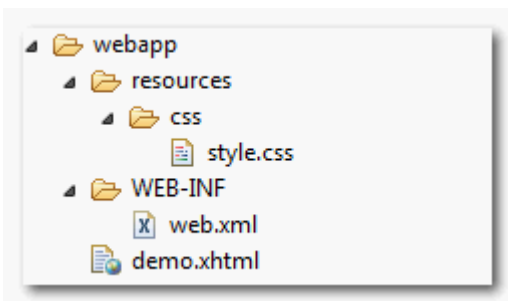 webapp
resources
css
style.css
WEB-INF
web.xml
demo.xhtml